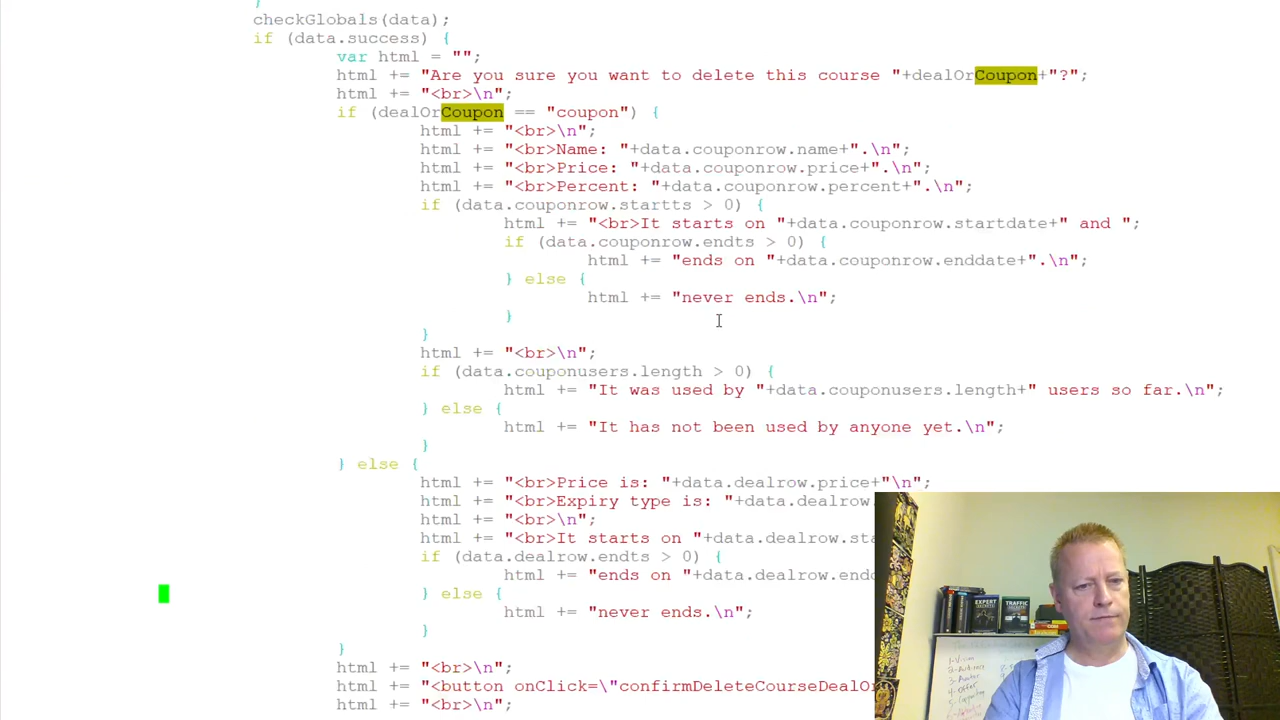 }
checkGlobals(data);
if (data.success) {
var html = "";
html += "Are you sure you want to delete this course "+dealOrCoupon+"?";
html += "<br>\n";
if (dealOrCoupon == "coupon") {
html += "<br>\n";
html += "<br>Name: "+data.couponrow.name+".\n";
html += "<br>Price: "+data.couponrow.price+".\n";
html += "<br>Percent: "+data.couponrow.percent+".\n";
if (data.couponrow.startts > 0) {
html += "<br>It starts on "+data.couponrow.startdate+" and ";
if (data.couponrow.endts > 0) {
html += "ends on "+data.couponrow.enddate+".\n";
} else {
html += "never ends.\n";
}
}
html += "<br>\n";
if (data.couponusers.length > 0) {
html += "It was used by "+data.couponusers.length+" users so far.\n";
} else {
html += "It has not been used by anyone yet.\n";
}
} else {
html += "<br>Price is: "+data.dealrow.price+"\n";
html += "<br>Expiry type is: "+data.dealrow.
html += "<br>\n";
html += "<br>It starts on "+data.dealrow.sta
if (data.dealrow.endts > 0) {
html += "ends on "+data.dealrow.end
} else {
html += "never ends.\n";
}
}
html += "<br>\n";
html += "<button onClick=\"confirmDeleteCourseDealOr
html += "<br>\n";
EXPERT SECRETS
TRAFFIC SECRETS